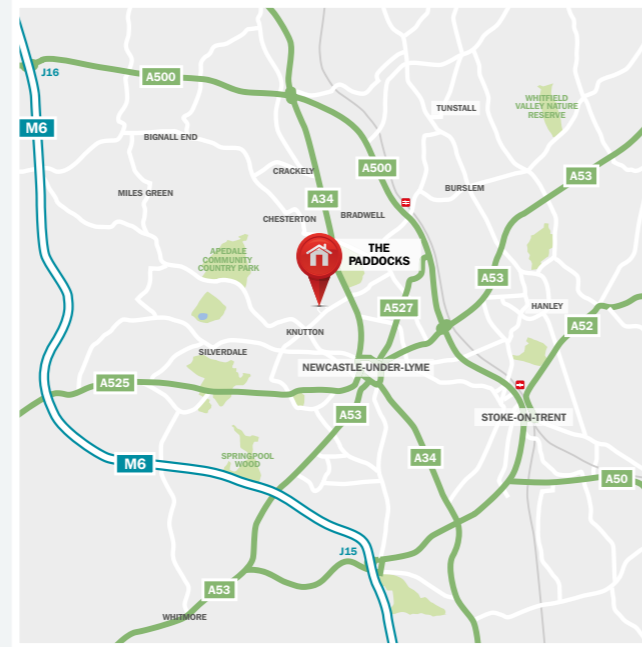 J16
A500
M6
TUNSTALL
WHITFIELD
VALLEY NATURE
RESERVE
BIGNALL END
CRACKELY
A500
A53
MILES GREEN
A34
BURSLEM
CHESTERTON
BRADWELL
APEDALE
COMMUNITY
COUNTRY PARK
THE
PADDOCKS
A53
A527
HANLEY
A52
KNUTTON
SILVERDALE
NEWCASTLE-UNDER-LYME
A525
A53
STOKE-ON-TRENT
SPRINGPOOL
WOOD
M6
A34
A50
J15
A53
WHITMORE